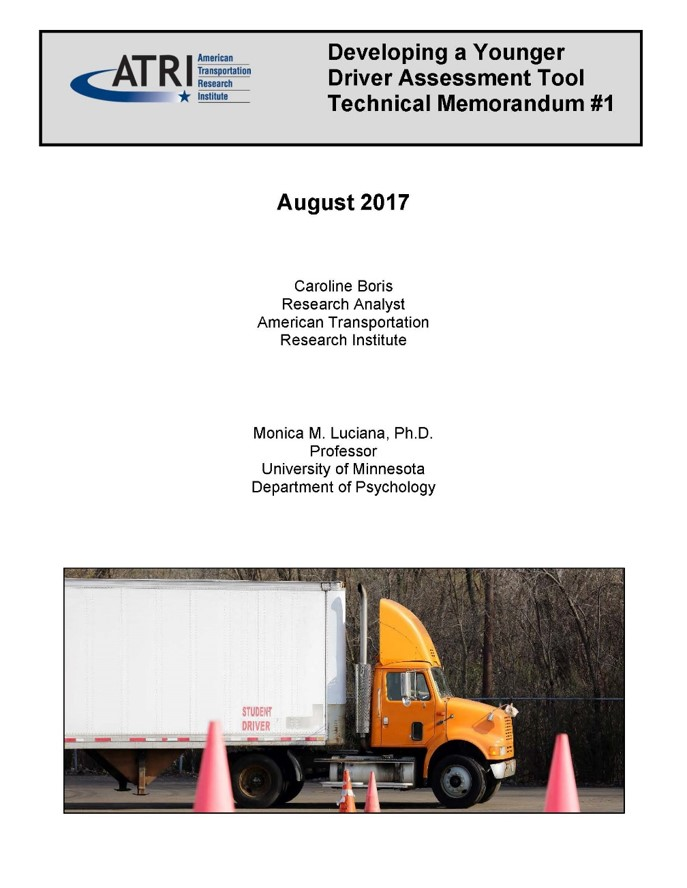 ATRI
American
Transportation
Research
Institute
Developing a Younger
Driver Assessment Tool
Technical Memorandum #1
August 2017
Caroline Boris
Research Analyst
American Transportation
Research Institute
Monica M. Luciana, Ph.D.
Professor
University of Minnesota
Department of Psychology
STUDENT
DRIVER